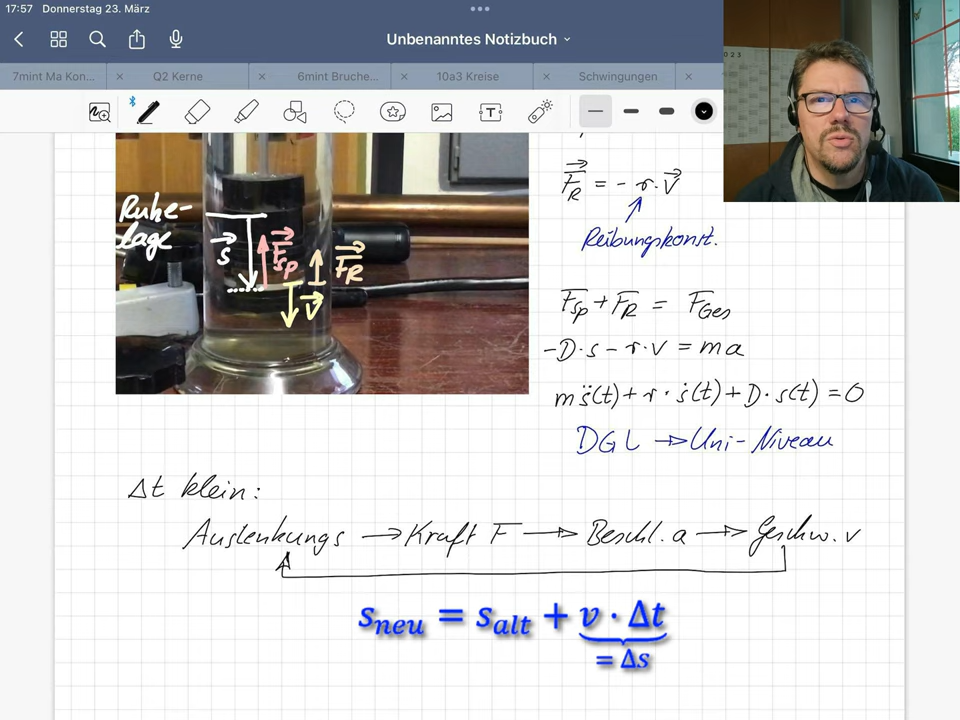 17:57 Donnerstag 23. März
Unbenanntes Notizbuch
7mint Ma Kon... × Q2 Kerne × 6mint Bruche... × 10a3 Kreise × Schwingungen ×
T
2023
Ruhe-
lage
s
F_Sp
F_R
v
F_R = - r · v
Reibungskonst.
F_Sp + F_R = F_Ges
-D·s - r·v = ma
m s̈(t) + r · ṡ(t) + D · s(t) = 0
DGL → Uni-Niveau
Δt klein:
Auslenkung s → Kraft F → Beschl. a → Geschw. v
s_neu = s_alt + v · Δt
= Δs